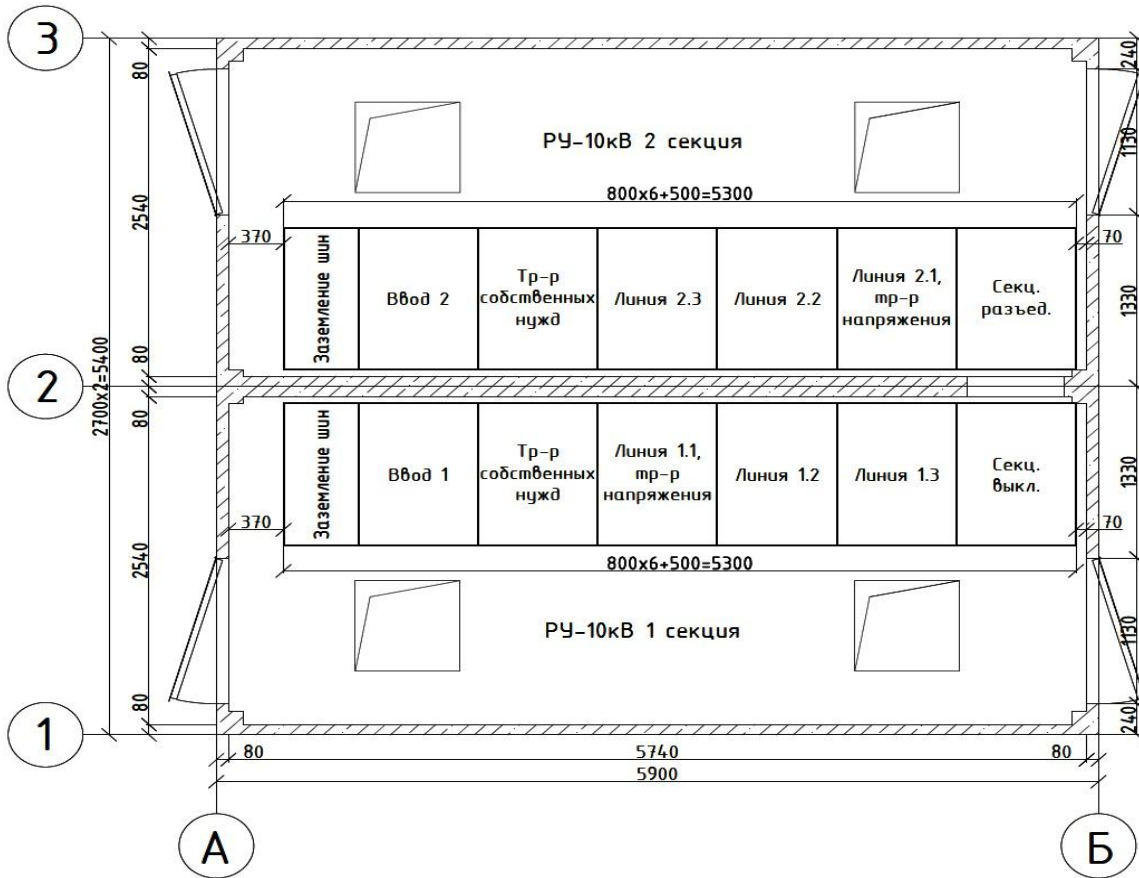 3
80
240
РУ-10кВ 2 секция
1130
800х6+500=5300
2540
370
70
Заземление шин
Ввод 2
Тр-р
собственных
нужд
Линия 2.3
Линия 2.2
Линия 2.1,
тр-р
напряжения
Секц.
разъед.
1330
80
2
2700х2=5400
80
Заземление шин
Ввод 1
Тр-р
собственных
нужд
Линия 1.1,
тр-р
напряжения
Линия 1.2
Линия 1.3
Секц.
выкл.
1330
370
70
2540
800х6+500=5300
РУ-10кВ 1 секция
1130
80
240
1
80
5740
80
5900
А
Б